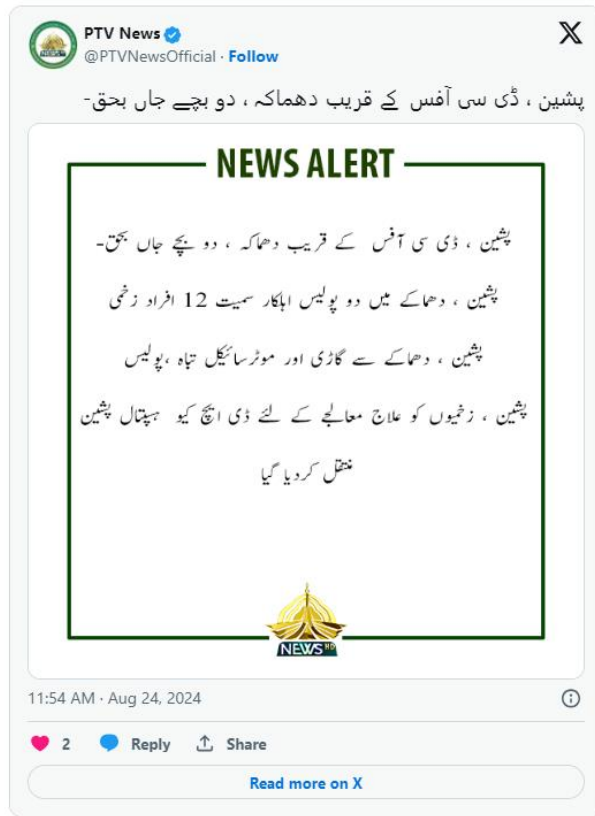 PTV News
@PTVNewsOfficial · Follow
پشین ، ڈی سی آفس کے قریب دھماکہ ، دو بچے جاں بحق-
NEWS ALERT
پشین ، ڈی سی آفس کے قریب دھماکہ ، دو بچے جاں بحق-
پشین ، دھماکے میں دو پولیس اہلکار سمیت 12 افراد زخمی
پشین ، دھماکے سے گاڑی اور موٹرسائیکل تباہ ،پولیس
پشین ، زخمیوں کو علاج معالجے کے لئے ڈی ایچ کیو ہسپتال پشین
منتقل کردیا گیا
NEWS HD
11:54 AM · Aug 24, 2024
2 Reply Share
Read more on X